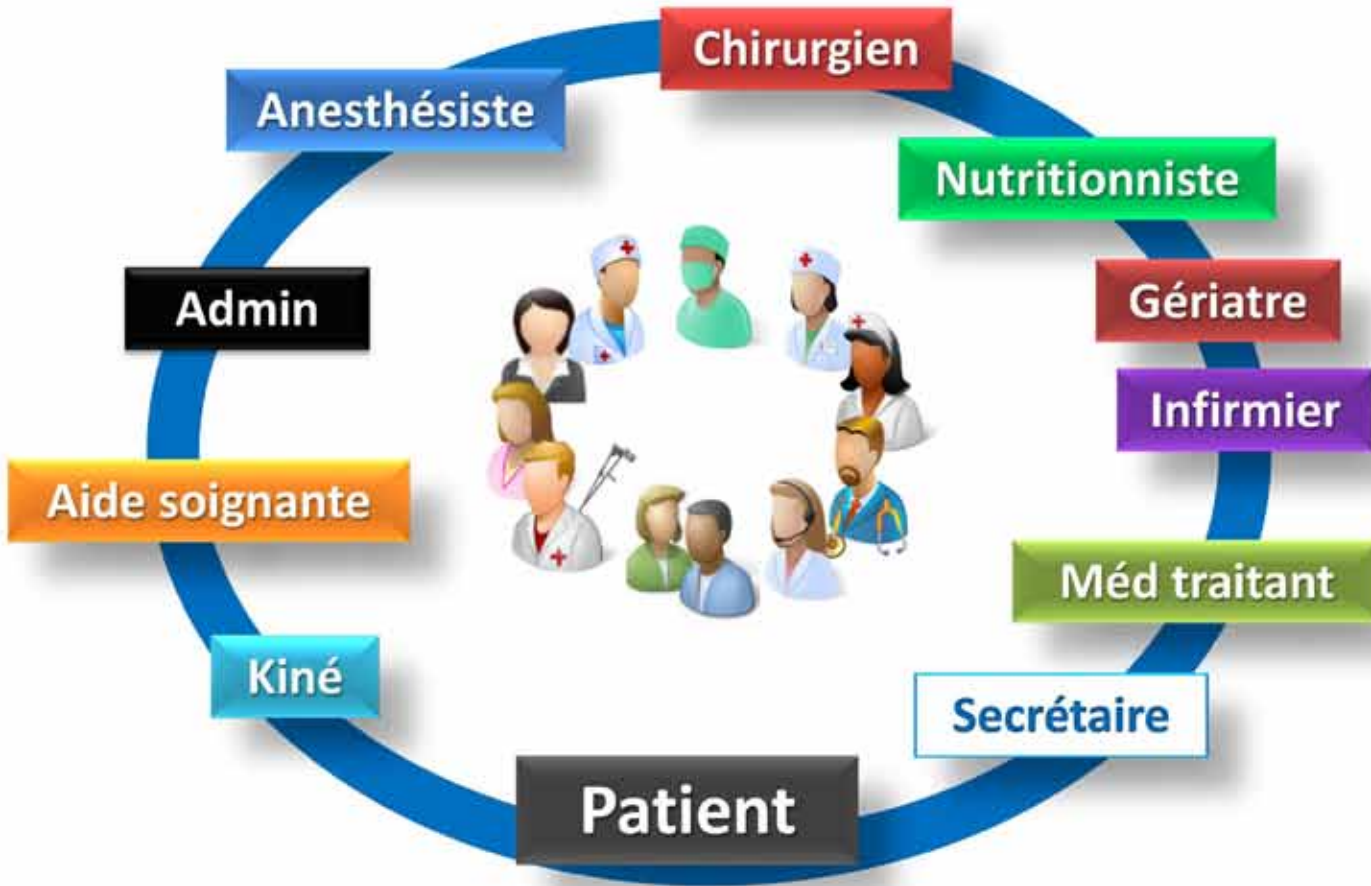 Chirurgien
Anesthésiste
Nutritionniste
Admin
Gériatre
Infirmier
Aide soignante
Méd traitant
Kiné
Secrétaire
Patient